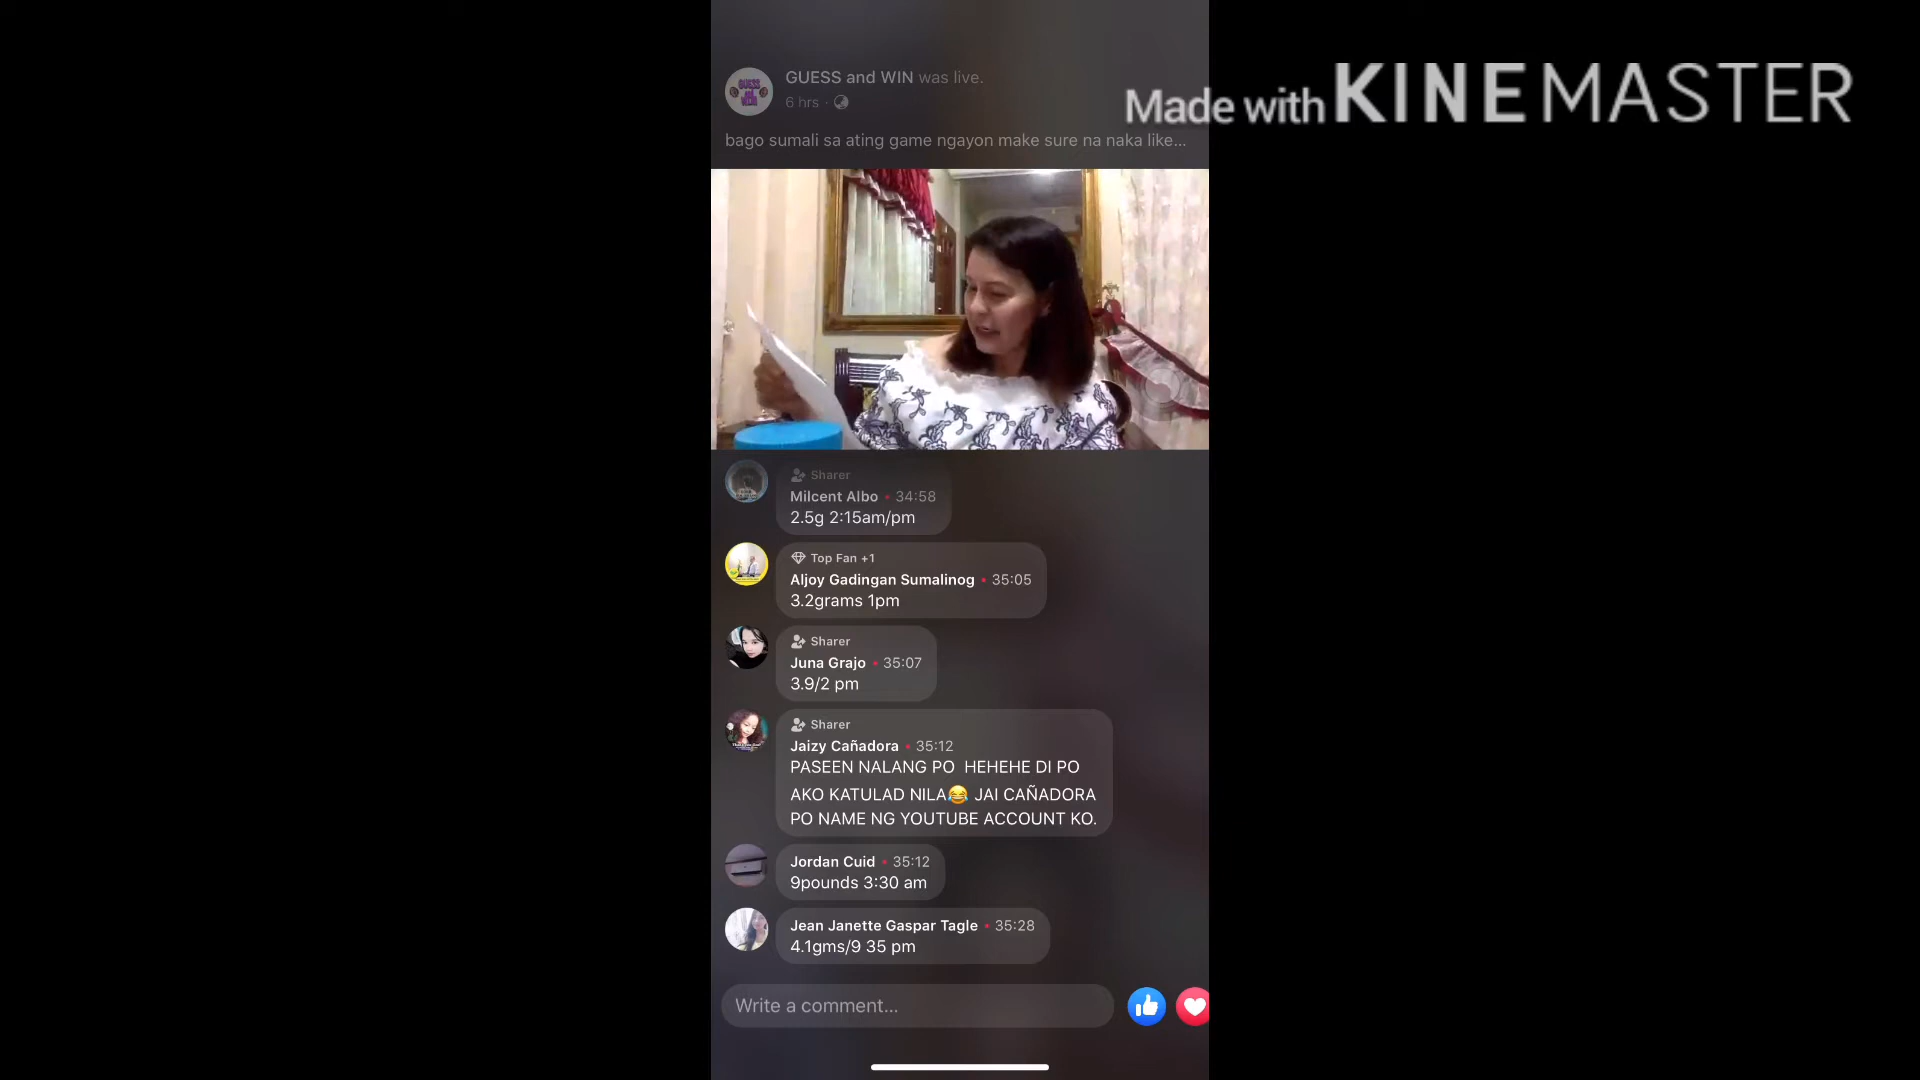 GUESS and WIN was live.
6 hrs ·
bago sumali sa ating game ngayon make sure na naka like...
Made with KINEMASTER
GUESS
WIN
Sharer
Milcent Albo • 34:58
2.5g 2:15am/pm
Top Fan +1
Aljoy Gadingan Sumalinog • 35:05
3.2grams 1pm
Sharer
Juna Grajo • 35:07
3.9/2 pm
Sharer
Jaizy Cañadora • 35:12
PASEEN NALANG PO HEHEHE DI PO
AKO KATULAD NILA😂 JAI CAÑADORA
PO NAME NG YOUTUBE ACCOUNT KO.
Jordan Cuid • 35:12
9pounds 3:30 am
Jean Janette Gaspar Tagle • 35:28
4.1gms/9 35 pm
Write a comment...